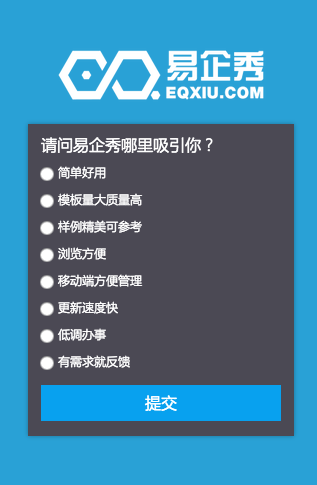 易企秀
EQXIU.COM
请问易企秀哪里吸引你？
简单好用
模板量大质量高
样例精美可参考
浏览方便
移动端方便管理
更新速度快
低调办事
有需求就反馈
提交